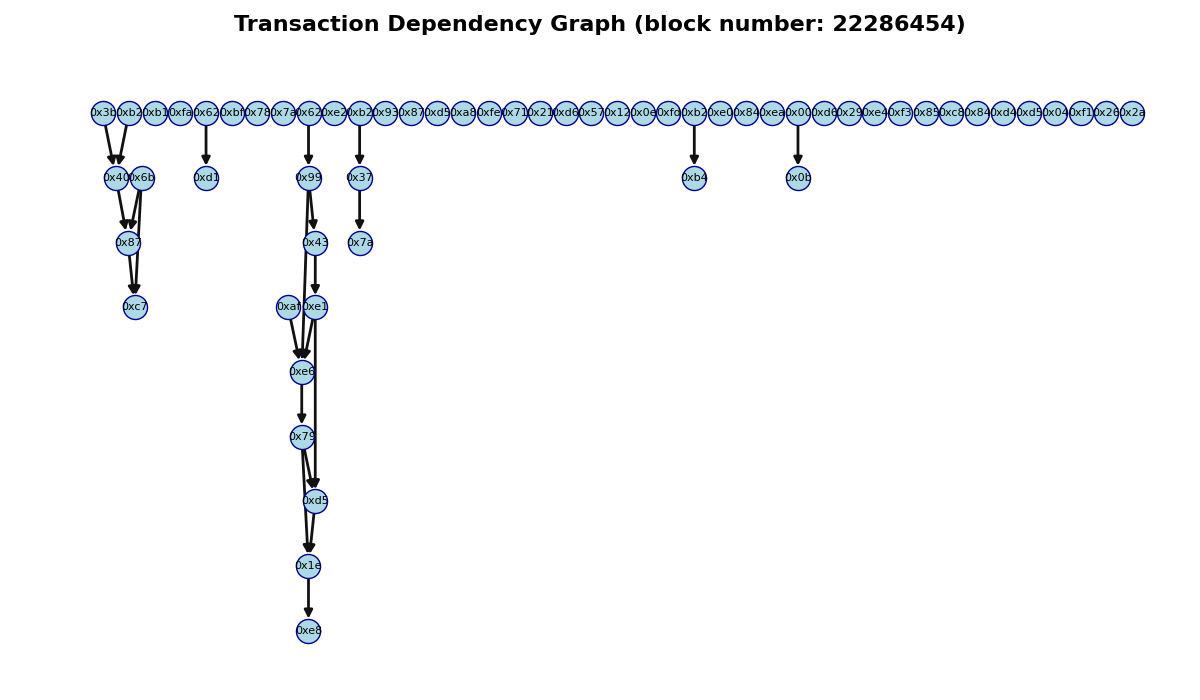 Transaction Dependency Graph (block number: 22286454)
0x3b 0xb2 0xb1 0xfa 0x62 0xbf 0x78 0x7a 0x62 0xe2 0xb2 0x93 0x87 0xd5 0xa8 0xfe 0x71 0x21 0xd6 0x57 0x12 0x0e 0xfd 0xb2 0xe0 0x84 0xea 0x00 0xd6 0x29 0xe4 0xf3 0x85 0xc8 0x84 0xd4 0xd5 0x04 0xf1 0x26 0x2a
0x40 0x6b 0xd1 0x99 0x37 0xb4 0x0b
0x87 0x43 0x7a
0xc7 0xaf 0xe1
0xe6
0x79
0xd5
0x1e
0xe8